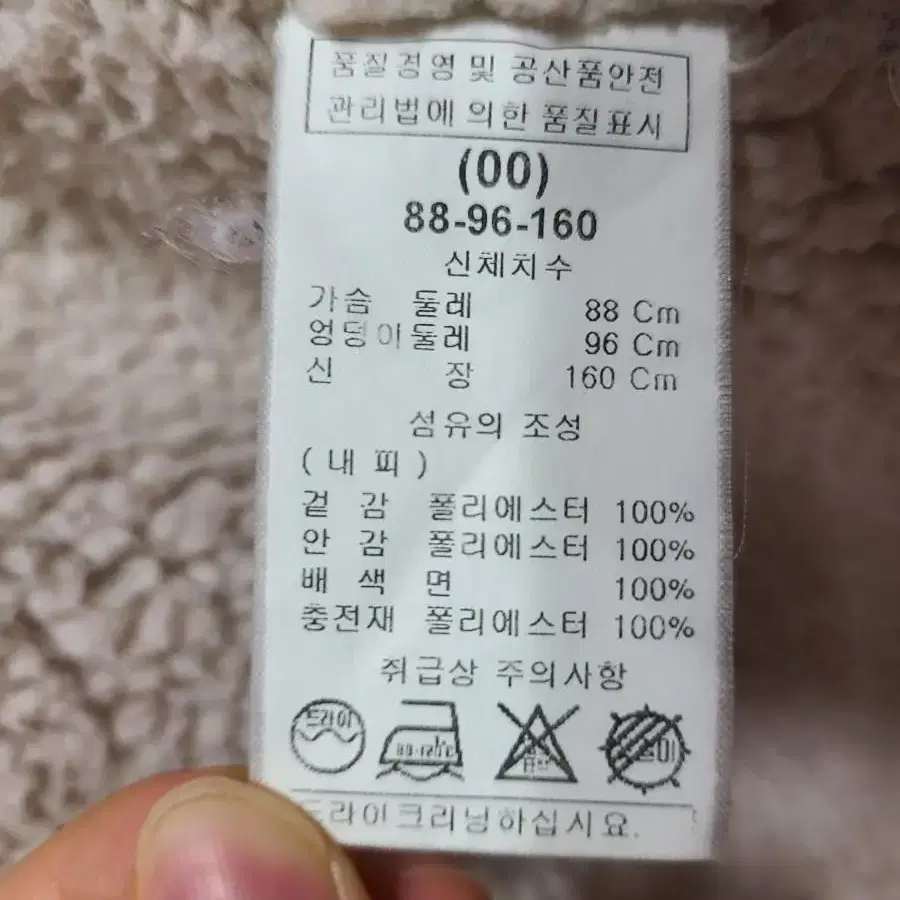 품질경영 및 공산품안전
관리법에 의한 품질표시
(00)
88-96-160
신체치수
가슴 둘레 88 Cm
엉덩이둘레 96 Cm
신 장 160 Cm
섬유의 조성
( 내 피 )
겉 감 폴리에스터 100%
안 감 폴리에스터 100%
배 색 면 100%
충전재 폴리에스터 100%
취급상 주의사항
드라이 80-120℃
드라이크리닝하십시요.